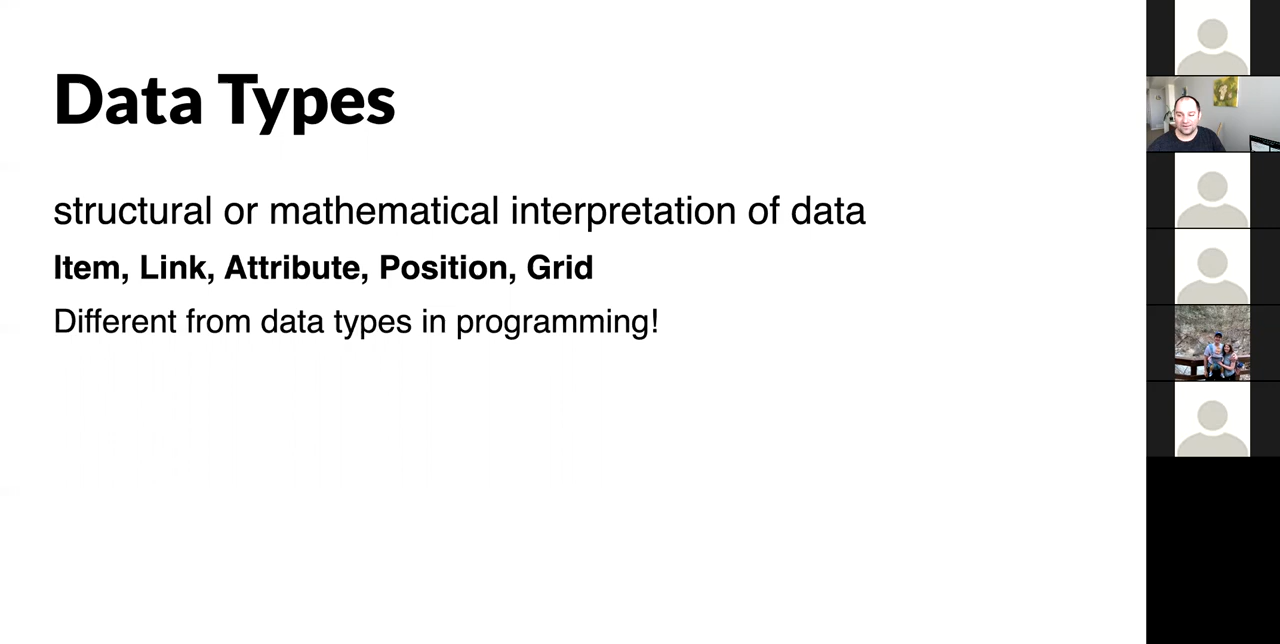 Data Types
structural or mathematical interpretation of data
Item, Link, Attribute, Position, Grid
Different from data types in programming!